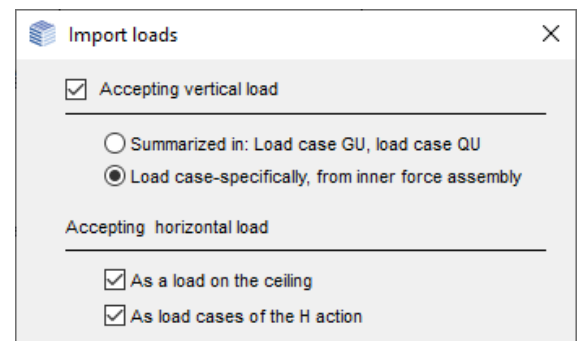 Import loads
Accepting vertical load
Summarized in: Load case GU, load case QU
Load case-specifically, from inner force assembly
Accepting horizontal load
As a load on the ceiling
As load cases of the H action